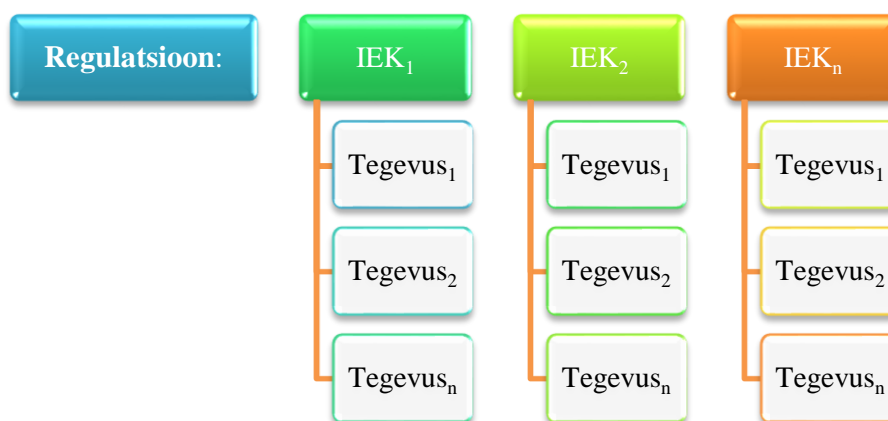 Regulatsioon: IEK₁ IEK₂ IEKₙ
Tegevus₁ Tegevus₁ Tegevus₁
Tegevus₂ Tegevus₂ Tegevus₂
Tegevusₙ Tegevusₙ Tegevusₙ